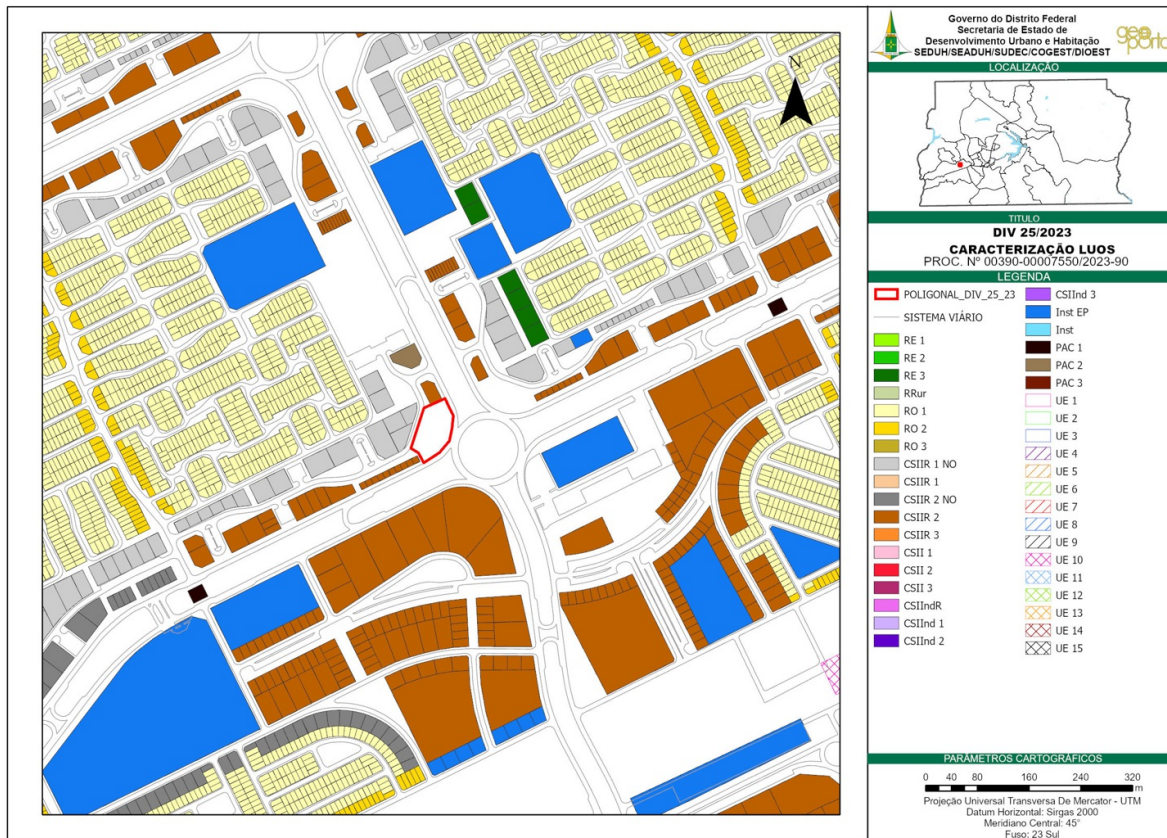 N
Governo do Distrito Federal
Secretaria de Estado de
Desenvolvimento Urbano e Habitação
SEDUH/SEADUH/SUDEC/COGEST/DIOEST
geoporta
LOCALIZAÇÃO
TITULO
DIV 25/2023
CARACTERIZAÇÃO LUOS
PROC. Nº 00390-00007550/2023-90
LEGENDA
POLIGONAL_DIV_25_23
SISTEMA VIÁRIO
RE 1
RE 2
RE 3
RRur
RO 1
RO 2
RO 3
CSIIR 1 NO
CSIIR 1
CSIIR 2 NO
CSIIR 2
CSIIR 3
CSII 1
CSII 2
CSII 3
CSIIndR
CSIInd 1
CSIInd 2
CSIInd 3
Inst EP
Inst
PAC 1
PAC 2
PAC 3
UE 1
UE 2
UE 3
UE 4
UE 5
UE 6
UE 7
UE 8
UE 9
UE 10
UE 11
UE 12
UE 13
UE 14
UE 15
PARÂMETROS CARTOGRÁFICOS
0 40 80 160 240 320
m
Projeção Universal Transversa De Mercator - UTM
Datum Horizontal: Sirgas 2000
Meridiano Central: 45°
Fuso: 23 Sul